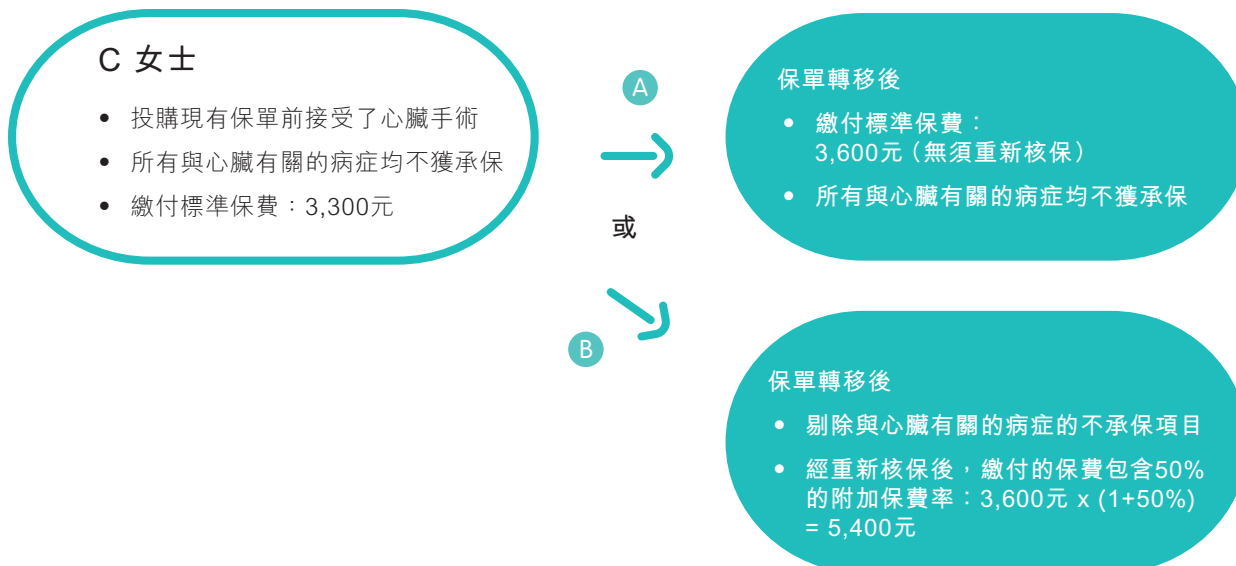 C 女士
• 投購現有保單前接受了心臟手術
• 所有與心臟有關的病症均不獲承保
• 繳付標準保費：3,300元
A
或
B
保單轉移後
• 繳付標準保費：
3,600元（無須重新核保）
• 所有與心臟有關的病症均不獲承保
保單轉移後
• 剔除與心臟有關的病症的不承保項目
• 經重新核保後，繳付的保費包含50%
的附加保費率：3,600元 x (1+50%)
= 5,400元